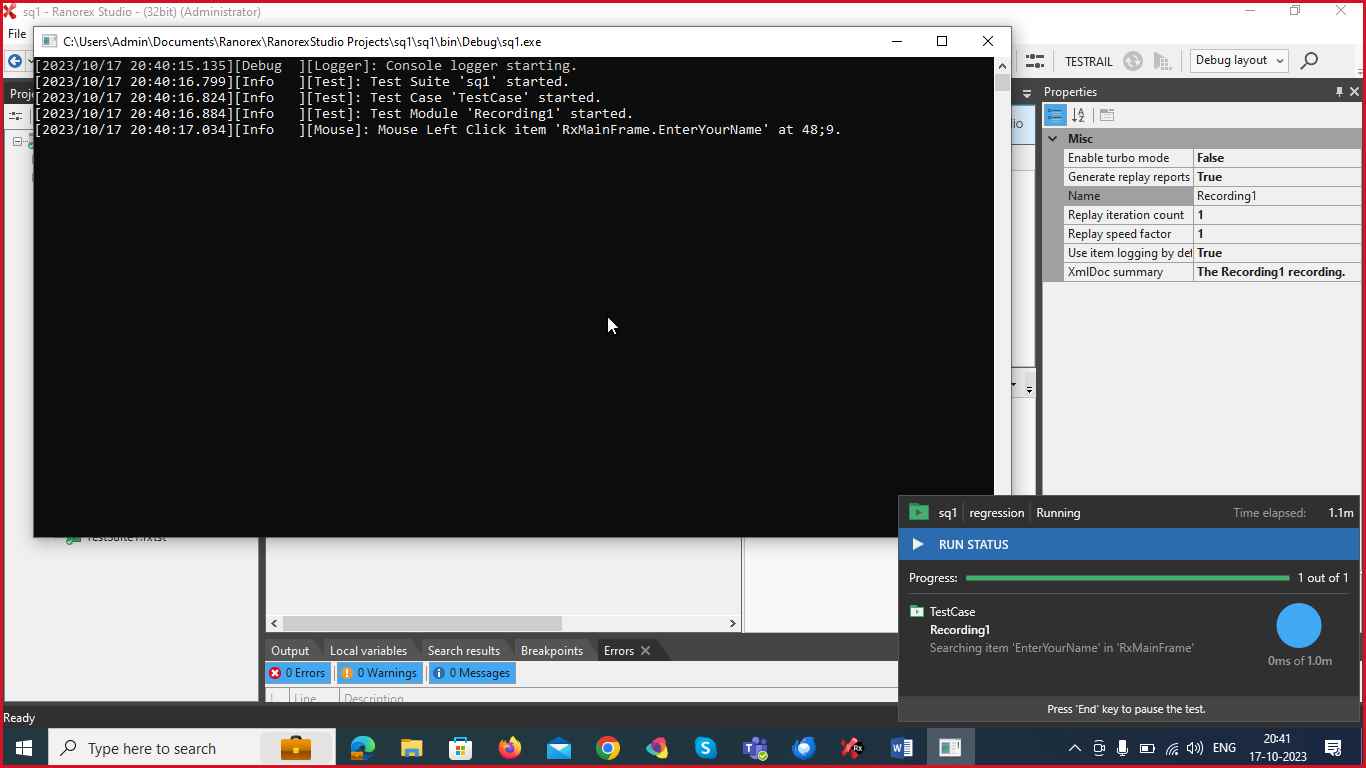 sq1 - Ranorex Studio - (32bit) (Administrator)
File
C:\Users\Admin\Documents\Ranorex\RanorexStudio Projects\sq1\sq1\bin\Debug\sq1.exe
TESTRAIL
Debug layout
[2023/10/17 20:40:15.135][Debug  ][Logger]: Console logger starting.
[2023/10/17 20:40:16.799][Info   ][Test]: Test Suite 'sq1' started.
[2023/10/17 20:40:16.824][Info   ][Test]: Test Case 'TestCase' started.
[2023/10/17 20:40:16.884][Info   ][Test]: Test Module 'Recording1' started.
[2023/10/17 20:40:17.034][Info   ][Mouse]: Mouse Left Click item 'RxMainFrame.EnterYourName' at 48;9.
Proj
io
Properties
Misc
Enable turbo mode False
Generate replay reports True
Name Recording1
Replay iteration count 1
Replay speed factor 1
Use item logging by def True
XmlDoc summary The Recording1 recording.
TestSuite1.rxtst
sq1 regression Running Time elapsed: 1.1m
RUN STATUS
Progress: 1 out of 1
TestCase
Recording1
Searching item 'EnterYourName' in 'RxMainFrame'
0ms of 1.0m
Press 'End' key to pause the test.
Output Local variables Search results Breakpoints Errors
0 Errors 0 Warnings 0 Messages
Line Description
Ready
Type here to search
Rx
ENG
20:41
17-10-2023